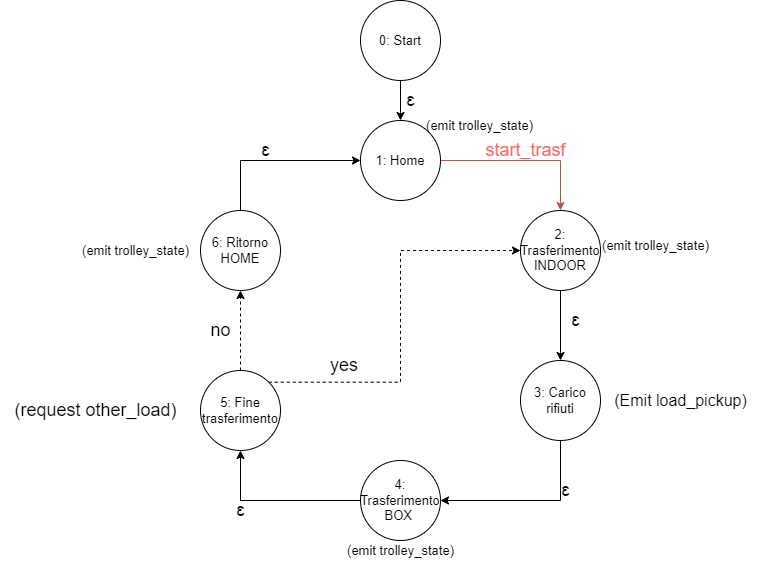 0: Start
ε
(emit trolley_state)
1: Home
start_trasf
ε
2:
Trasferimento
INDOOR
(emit trolley_state)
6: Ritorno
HOME
(emit trolley_state)
ε
no
yes
3: Carico
rifiuti
(Emit load_pickup)
5: Fine
trasferimento
(request other_load)
ε
4:
Trasferimento
BOX
(emit trolley_state)
ε